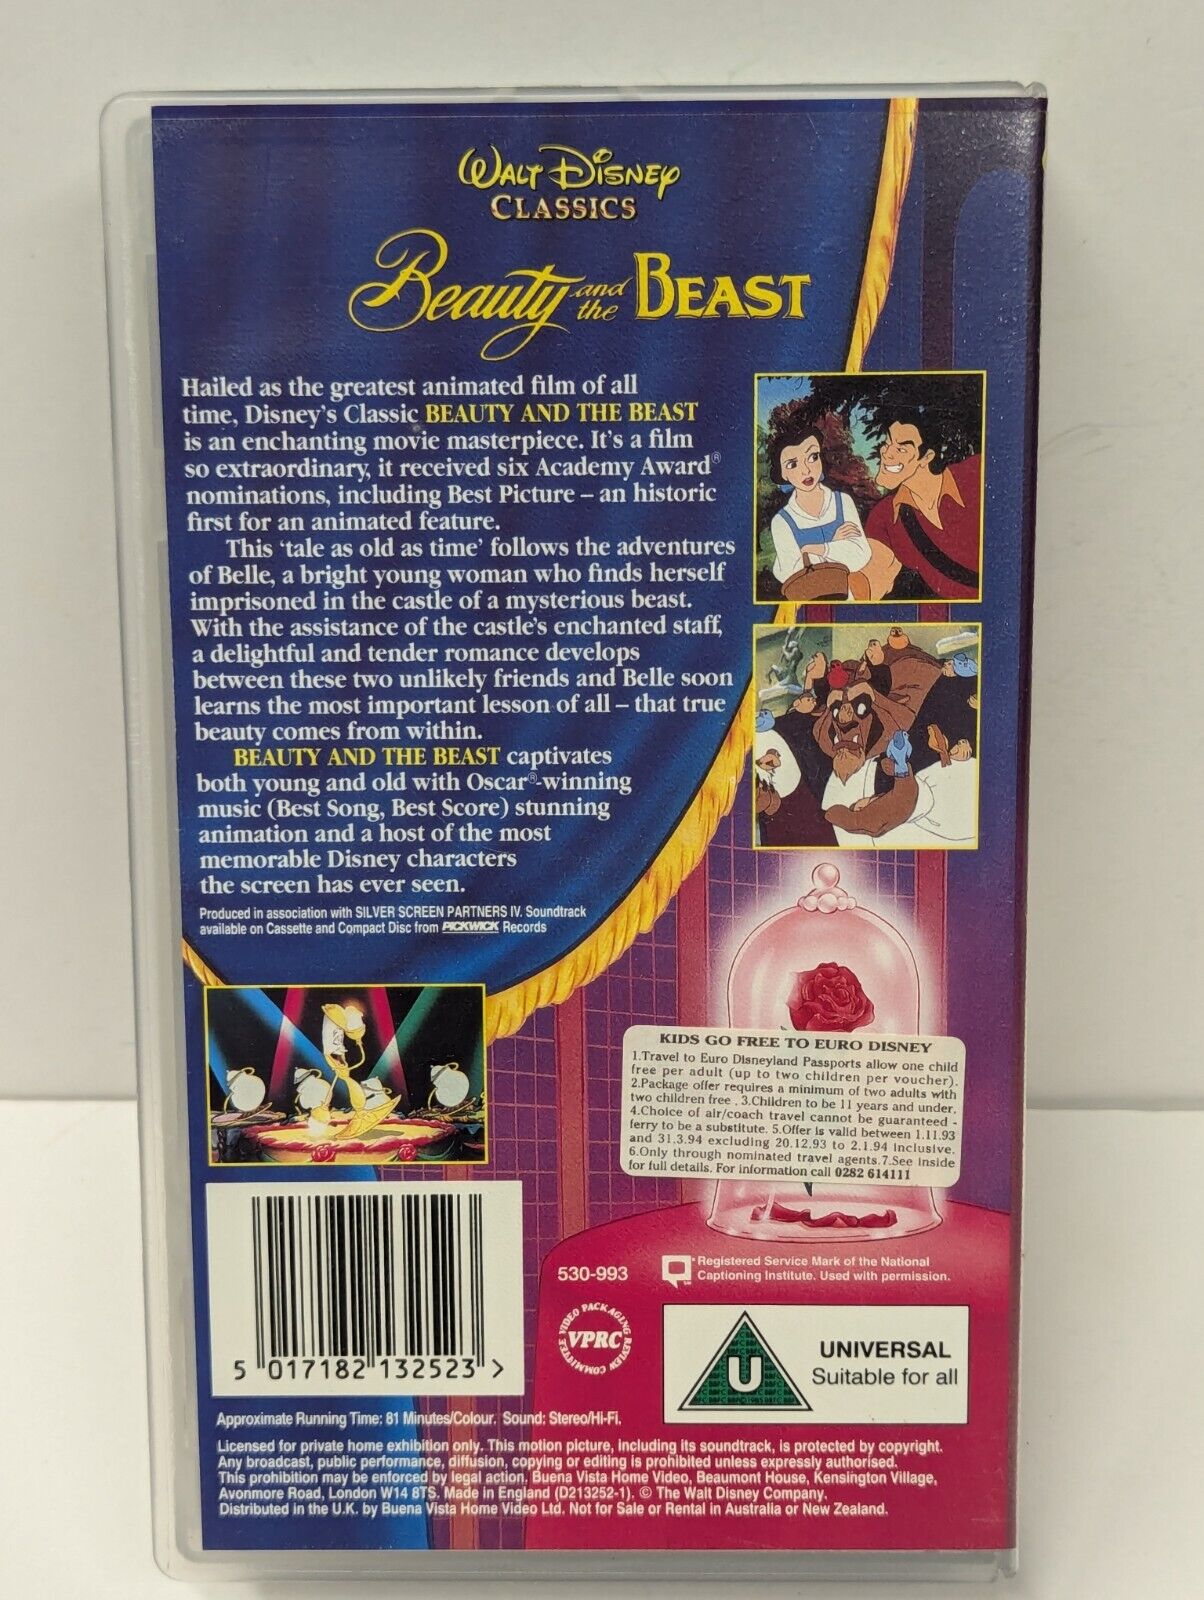 WALT DISNEY
CLASSICS
Beauty and the BEAST
Hailed as the greatest animated film of all
time, Disney's Classic BEAUTY AND THE BEAST
is an enchanting movie masterpiece. It's a film
so extraordinary, it received six Academy Award®
nominations, including Best Picture – an historic
first for an animated feature.
This 'tale as old as time' follows the adventures
of Belle, a bright young woman who finds herself
imprisoned in the castle of a mysterious beast.
With the assistance of the castle's enchanted staff,
a delightful and tender romance develops
between these two unlikely friends and Belle soon
learns the most important lesson of all – that true
beauty comes from within.
BEAUTY AND THE BEAST captivates
both young and old with Oscar®-winning
music (Best Song, Best Score) stunning
animation and a host of the most
memorable Disney characters
the screen has ever seen.
Produced in association with SILVER SCREEN PARTNERS IV. Soundtrack
available on Cassette and Compact Disc from PICKWICK Records
KIDS GO FREE TO EURO DISNEY
1.Travel to Euro Disneyland Passports allow one child
free per adult (up to two children per voucher).
2.Package offer requires a minimum of two adults with
two children free . 3.Children to be 11 years and under.
4.Choice of air/coach travel cannot be guaranteed -
ferry to be a substitute. 5.Offer is valid between 1.11.93
and 31.3.94 excluding 20.12.93 to 2.1.94 inclusive.
6.Only through nominated travel agents.7.See inside
for full details. For information call 0282 614111
5 017182 132523 >
530-993
Registered Service Mark of the National
Captioning Institute. Used with permission.
VIDEO PACKAGING REVIEW COMMITTEE
VPRC
U
UNIVERSAL
Suitable for all
Approximate Running Time: 81 Minutes/Colour. Sound: Stereo/Hi-Fi.
Licensed for private home exhibition only. This motion picture, including its soundtrack, is protected by copyright.
Any broadcast, public performance, diffusion, copying or editing is prohibited unless expressly authorised.
This prohibition may be enforced by legal action. Buena Vista Home Video, Beaumont House, Kensington Village,
Avonmore Road, London W14 8TS. Made in England (D213252-1). © The Walt Disney Company.
Distributed in the U.K. by Buena Vista Home Video Ltd. Not for Sale or Rental in Australia or New Zealand.